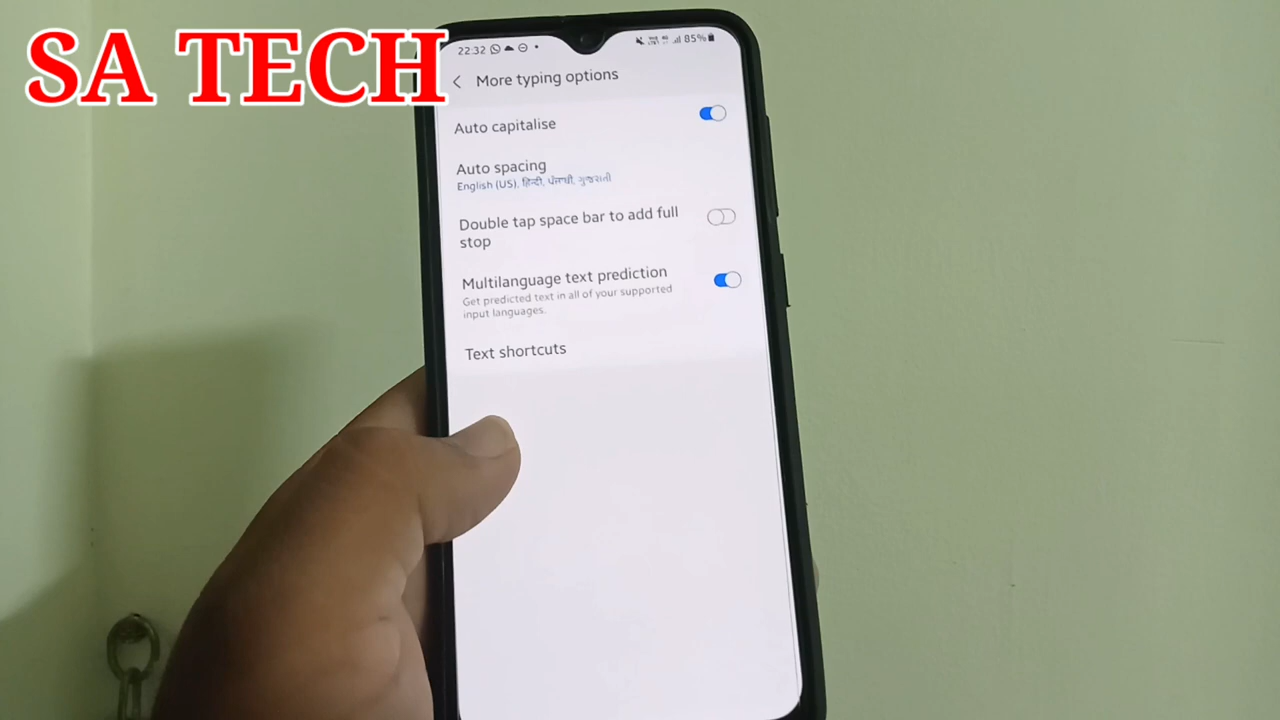 SA TECH
22:32
85%
More typing options
Auto capitalise
Auto spacing
English (US), हिन्दी, ਪੰਜਾਬੀ, ગુજરાતી
Double tap space bar to add full
stop
Multilanguage text prediction
Get predicted text in all of your supported
input languages.
Text shortcuts